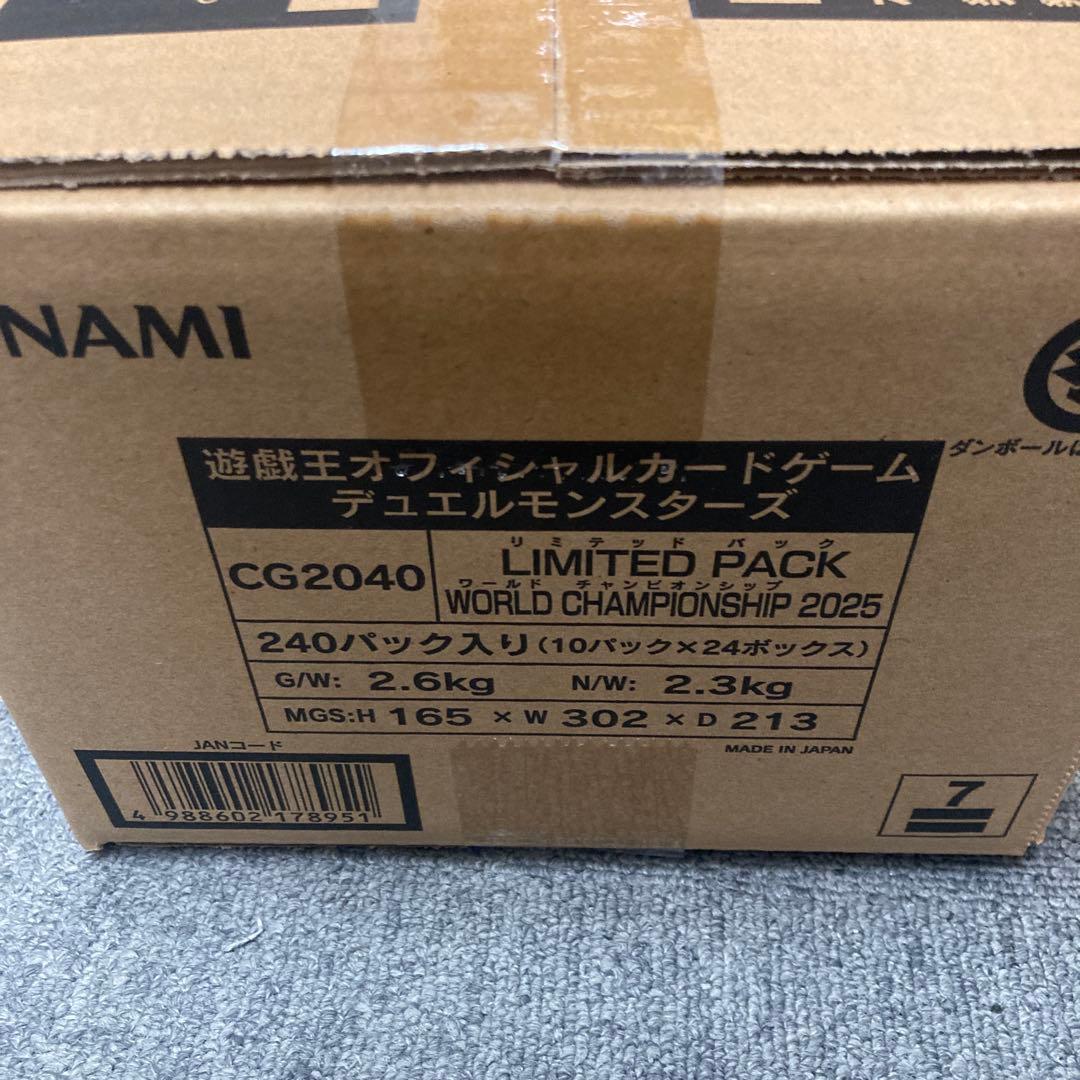 NAMI
ダンボールは
遊戯王オフィシャルカードゲーム
デュエルモンスターズ
リミテッド パック
CG2040 LIMITED PACK
ワールド チャンピオンシップ
WORLD CHAMPIONSHIP 2025
240パック入り(10パック×24ボックス)
G/W: 2.6kg N/W: 2.3kg
MGS:H 165 × W 302 × D 213
JANコード
MADE IN JAPAN
4 988602 178951
7